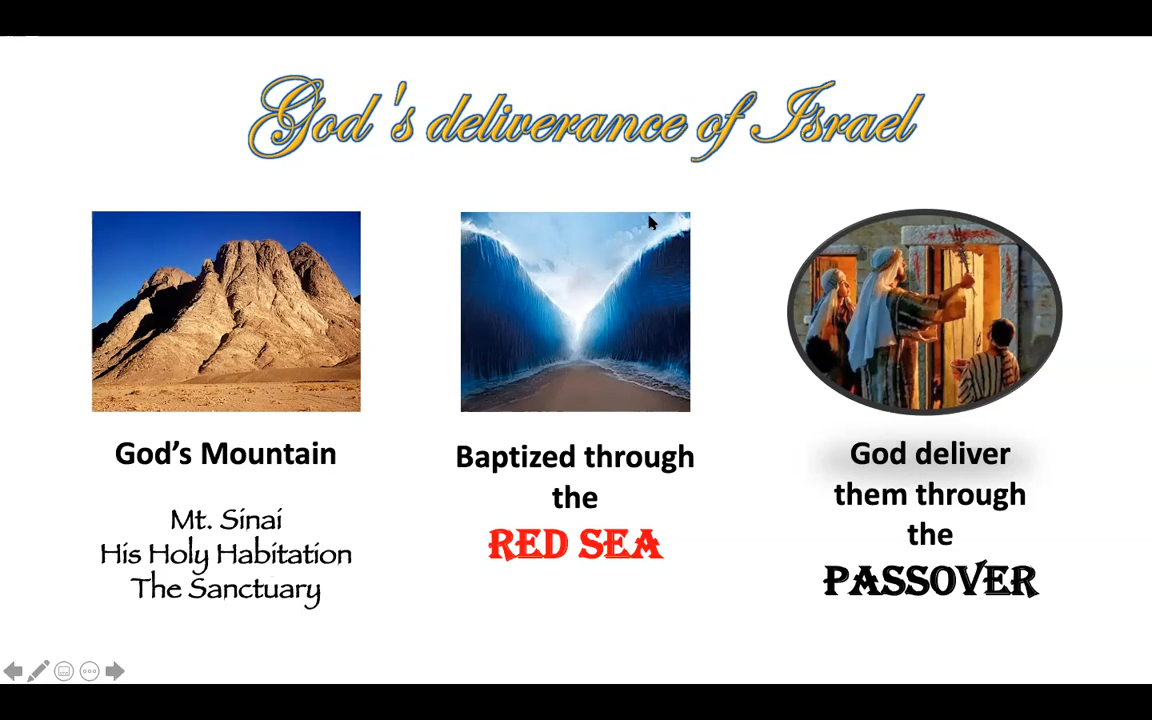 God's deliverance of Israel
God’s Mountain
Mt. Sinai
His Holy Habitation
The Sanctuary
Baptized through
the
RED SEA
God deliver
them through
the
PASSOVER